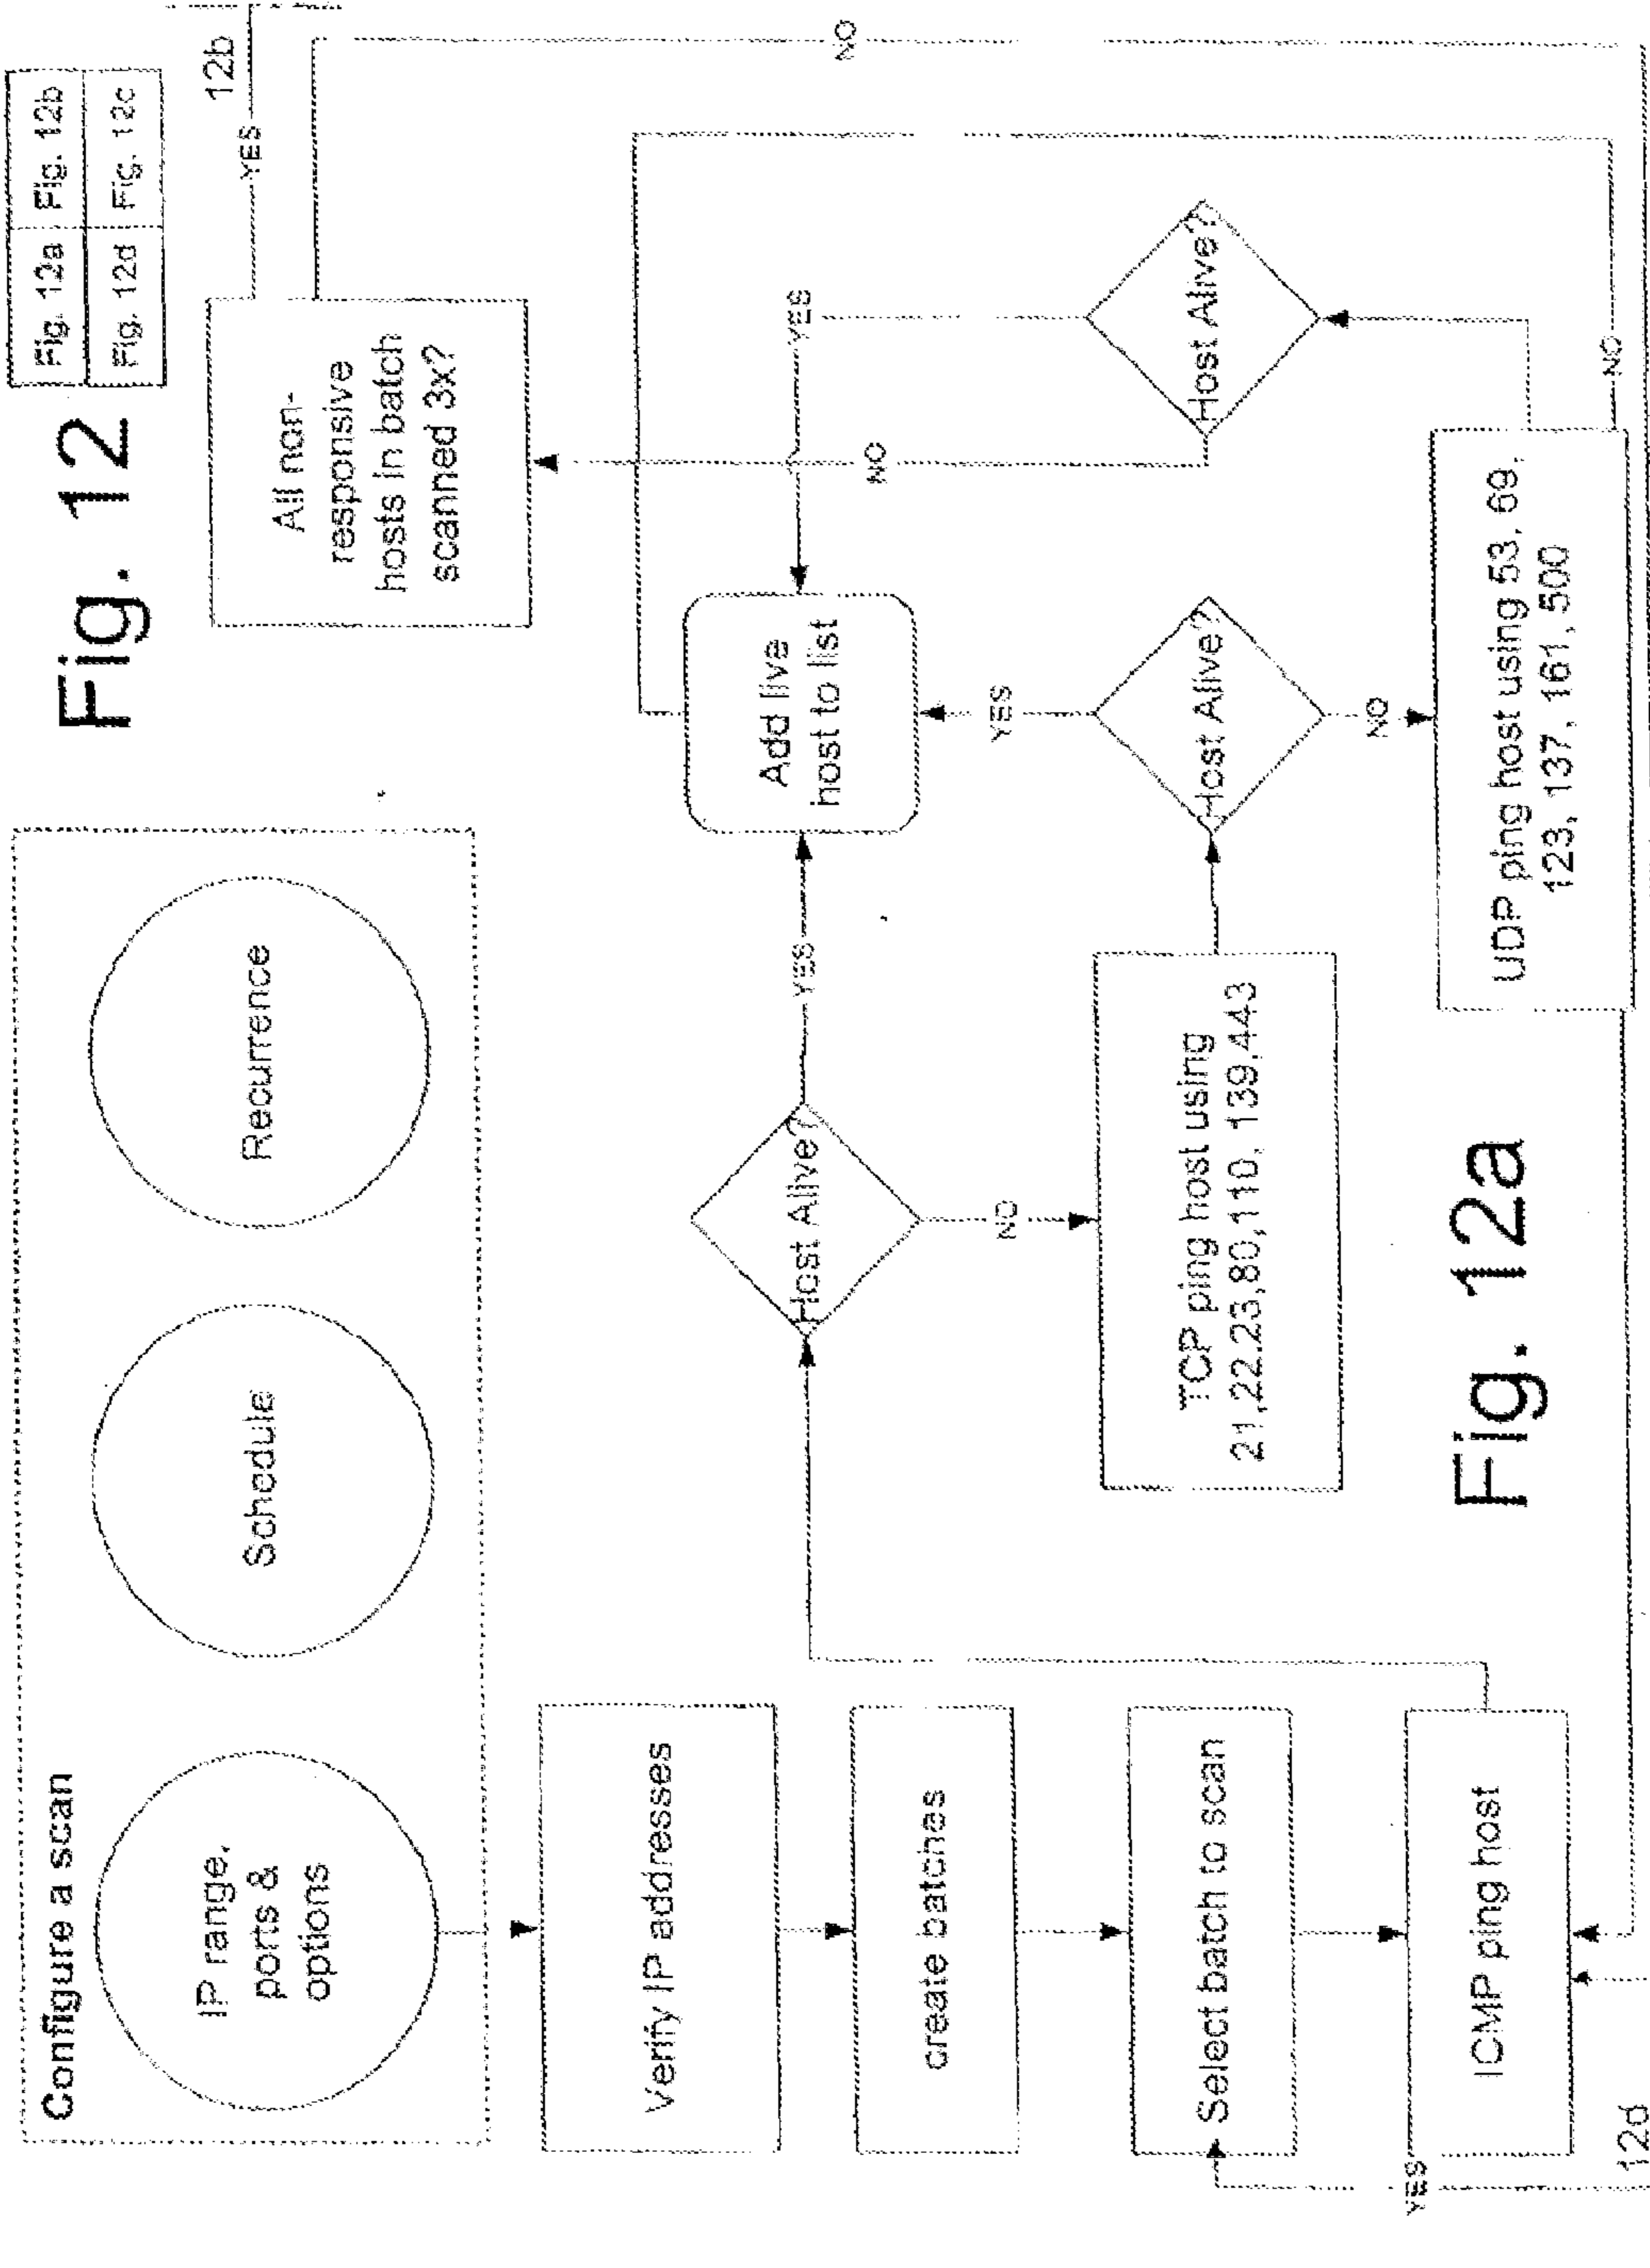 Fig. 12
Fig. 12a
Fig. 12b
Fig. 12d
Fig. 12c
Configure a scan
IP range,
ports &
options
Schedule
Recurrence
Verify IP addresses
create batches
Select batch to scan
ICMP ping host
YES
12d
Host Alive?
YES
NO
TCP ping host using
21,22,23,80,110, 139,443
Host Alive?
YES
NO
UDP ping host using 53, 69,
123, 137, 161, 500
Host Alive?
YES
NO
Add live
host to list
NO
All non-
responsive
hosts in batch
scanned 3x?
YES
12b
NO
Fig. 12a